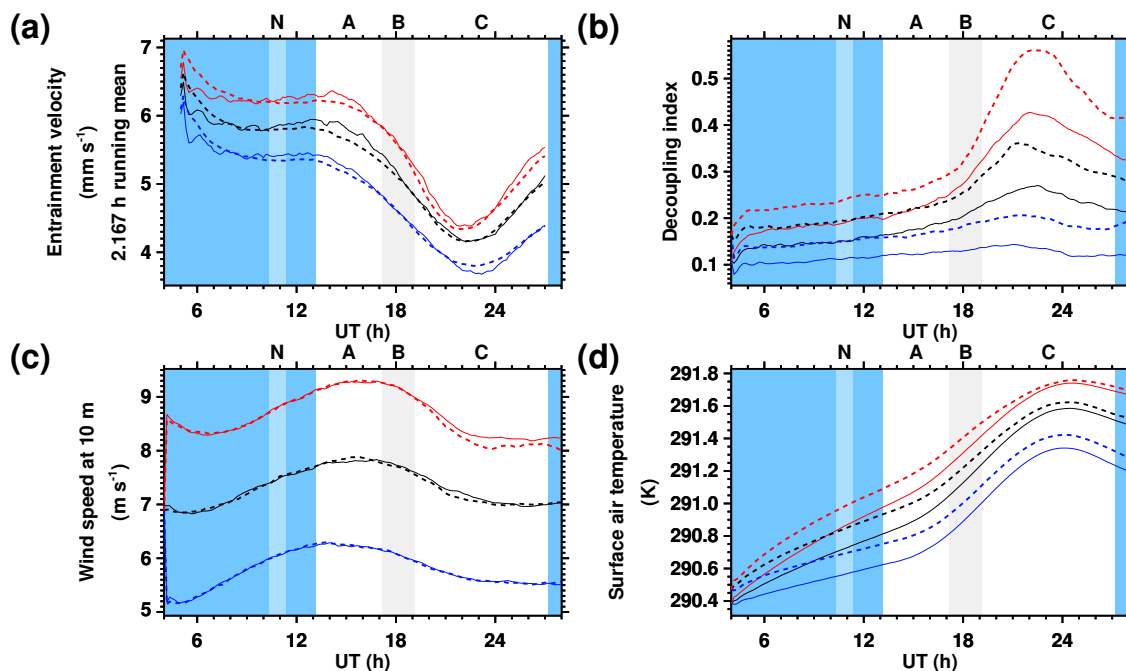 (a)
N A B C
Entrainment velocity
(mm s⁻¹)
2.167 h running mean
7
6
5
4
6 12 18 24
UT (h)
(b)
N A B C
Decoupling index
0.5
0.4
0.3
0.2
0.1
6 12 18 24
UT (h)
(c)
N A B C
Wind speed at 10 m
(m s⁻¹)
9
8
7
6
5
6 12 18 24
UT (h)
(d)
N A B C
Surface air temperature
(K)
291.8
291.6
291.4
291.2
291.0
290.8
290.6
290.4
6 12 18 24
UT (h)